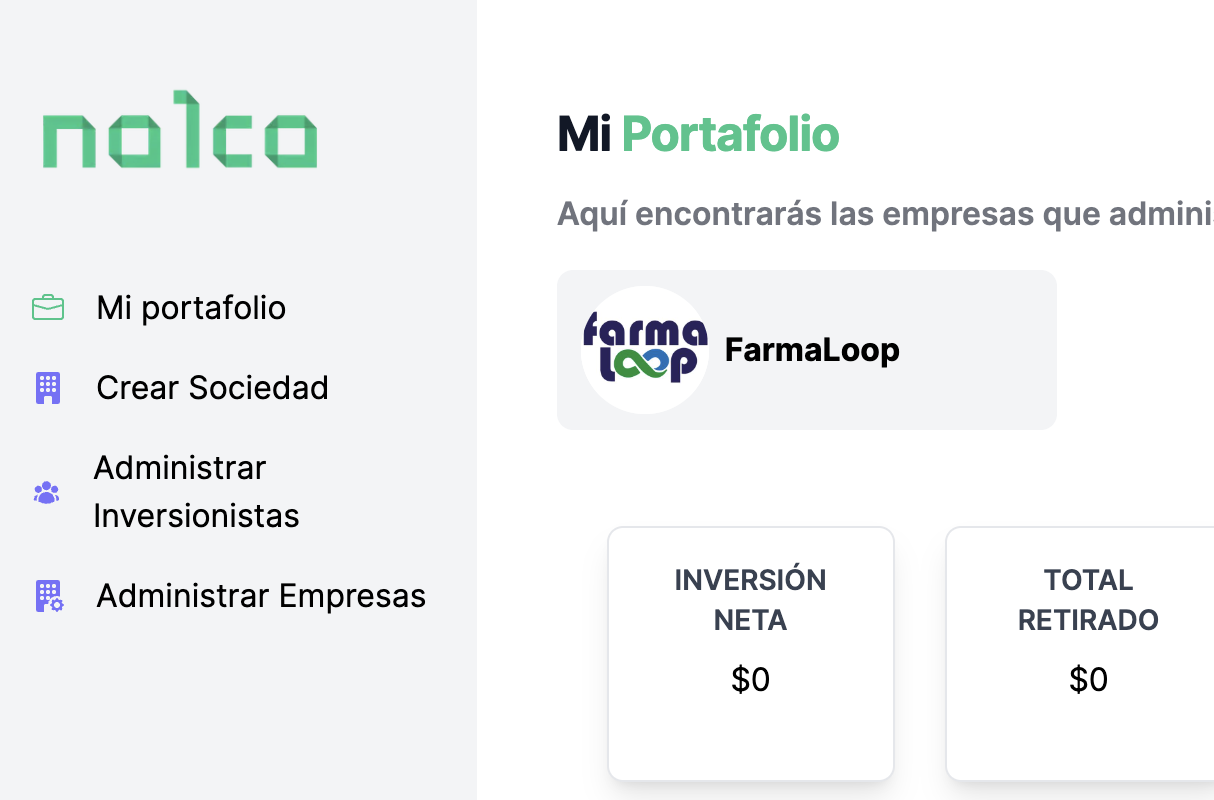 nalca
Mi portafolio
Crear Sociedad
Administrar
Inversionistas
Administrar Empresas
Mi Portafolio
Aquí encontrarás las empresas que admini
farma
loop
FarmaLoop
INVERSIÓN
NETA
$0
TOTAL
RETIRADO
$0